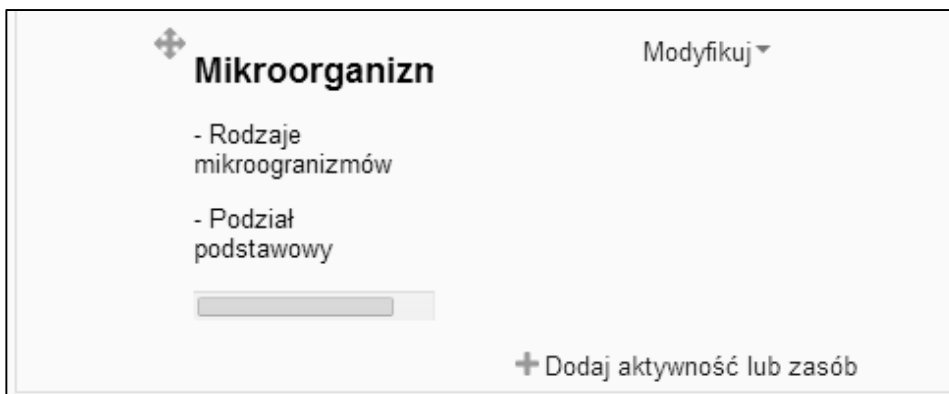 Mikroorganizn
Modyfikuj
- Rodzaje
mikroogranizmów
- Podział
podstawowy
Dodaj aktywność lub zasób